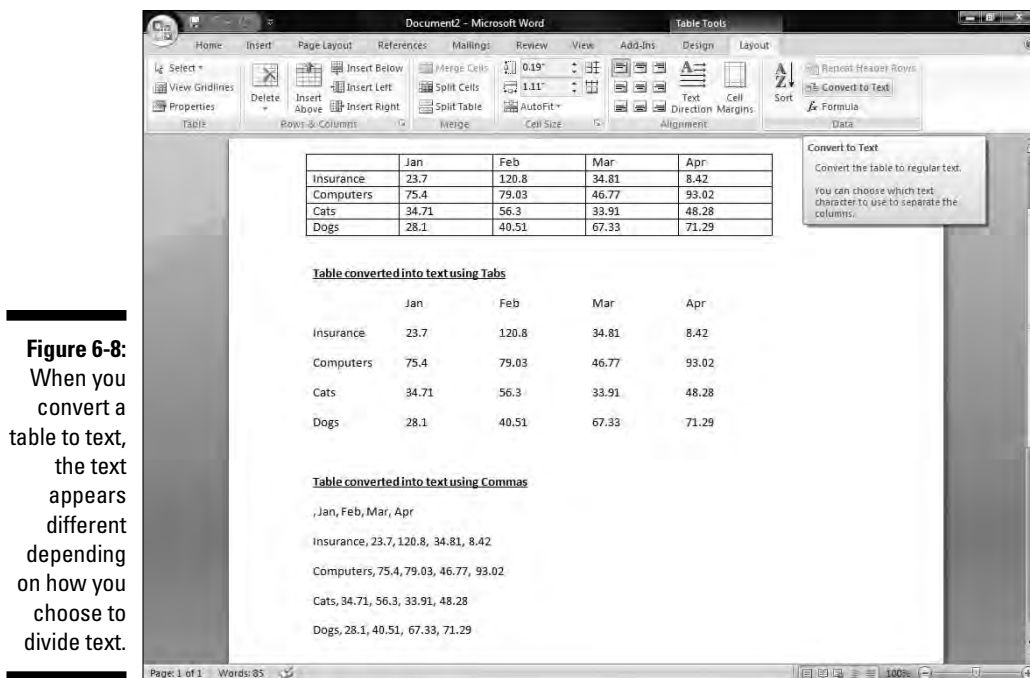 Document2 - Microsoft Word
Table Tools
Home Insert Page Layout References Mailings Review View Add-Ins Design Layout
Select
View Gridlines
Properties
Table
Delete
Insert Above
Insert Below
Insert Left
Insert Right
Rows & Columns
Merge Cells
Split Cells
Split Table
Merge
0.19"
1.11"
AutoFit
Cell Size
Text Direction
Cell Margins
Alignment
Sort
Repeat Header Rows
Convert to Text
fx Formula
Data
Convert to Text
Convert the table to regular text.
You can choose which text
character to use to separate the
columns.
Jan Feb Mar Apr
Insurance 23.7 120.8 34.81 8.42
Computers 75.4 79.03 46.77 93.02
Cats 34.71 56.3 33.91 48.28
Dogs 28.1 40.51 67.33 71.29
Table converted into text using Tabs
Jan Feb Mar Apr
Insurance 23.7 120.8 34.81 8.42
Computers 75.4 79.03 46.77 93.02
Cats 34.71 56.3 33.91 48.28
Dogs 28.1 40.51 67.33 71.29
Table converted into text using Commas
, Jan, Feb, Mar, Apr
Insurance, 23.7, 120.8, 34.81, 8.42
Computers, 75.4, 79.03, 46.77, 93.02
Cats, 34.71, 56.3, 33.91, 48.28
Dogs, 28.1, 40.51, 67.33, 71.29
Page: 1 of 1 Words: 85
100%
Figure 6-8:
When you
convert a
table to text,
the text
appears
different
depending
on how you
choose to
divide text.